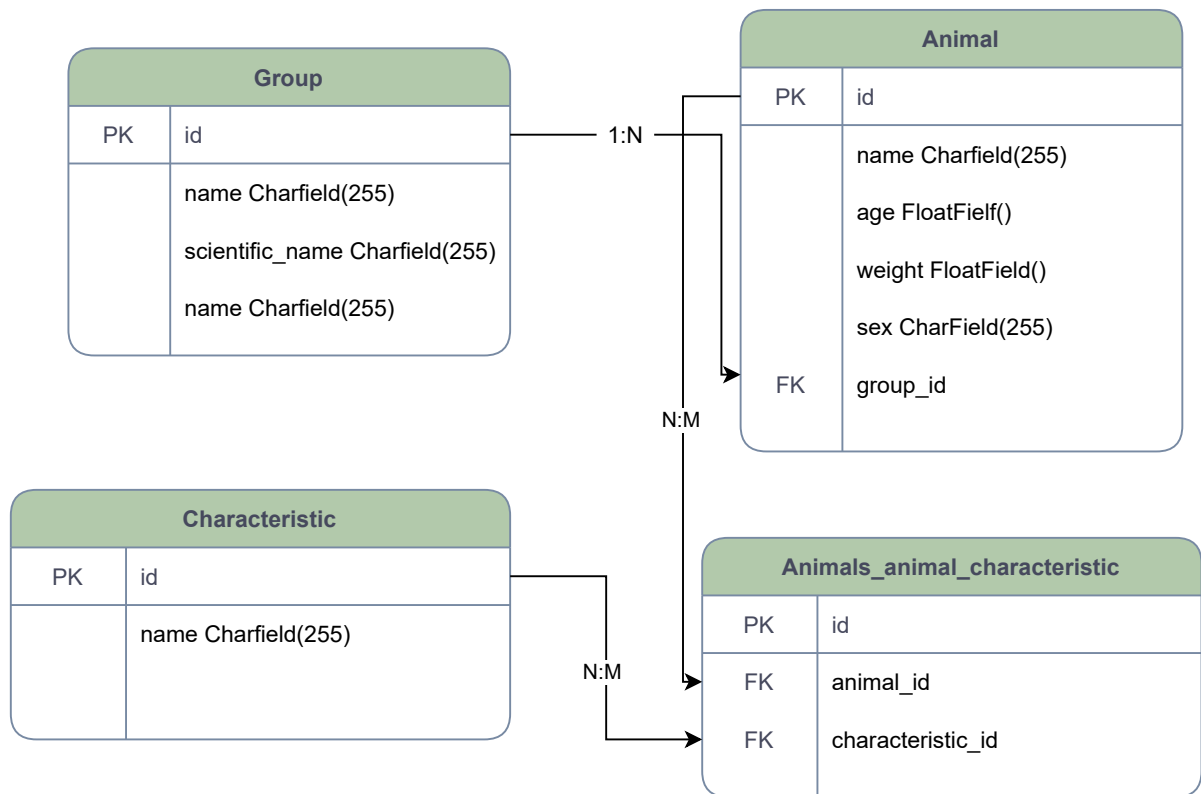 Group
PK id
name Charfield(255)
scientific_name Charfield(255)
name Charfield(255)
1:N
Animal
PK id
name Charfield(255)
age FloatFielf()
weight FloatField()
sex CharField(255)
FK group_id
N:M
Characteristic
PK id
name Charfield(255)
N:M
Animals_animal_characteristic
PK id
FK animal_id
FK characteristic_id